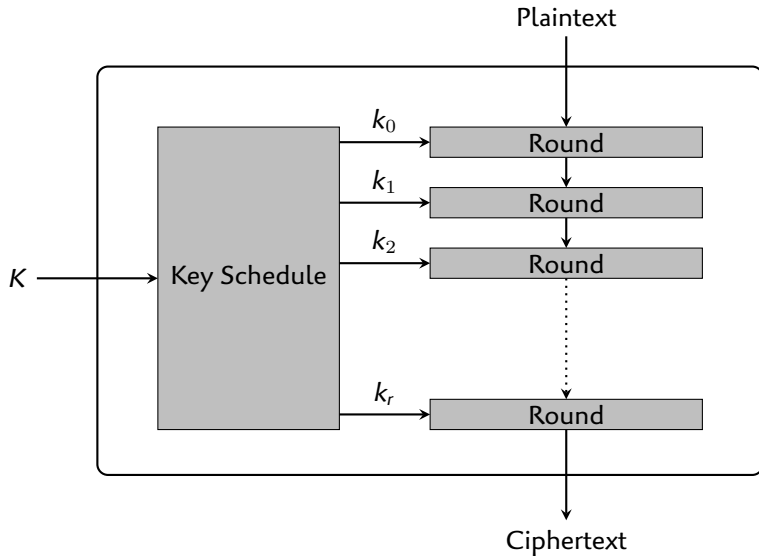 Plaintext
k₀
Round
k₁
Round
k₂
Round
K
Key Schedule
kᵣ
Round
Ciphertext